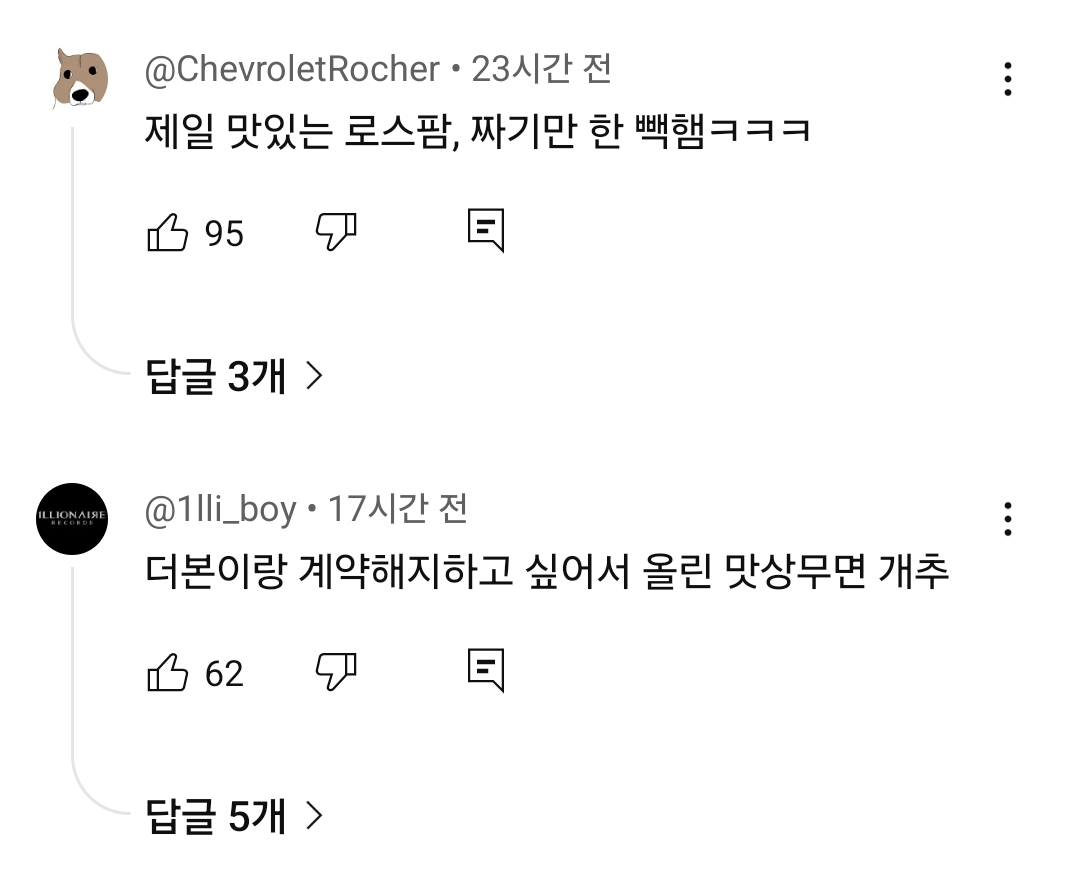 @ChevroletRocher • 23시간 전
제일 맛있는 로스팜, 짜기만 한 빽햄ㅋㅋㅋ
95
답글 3개 >
1LLIONAIRE
RECORDS
@1lli_boy • 17시간 전
더본이랑 계약해지하고 싶어서 올린 맛상무면 개추
62
답글 5개 >